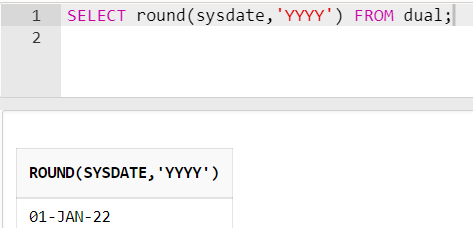 1 SELECT round(sysdate,'YYYY') FROM dual;
2
ROUND(SYSDATE,'YYYY')
01-JAN-22